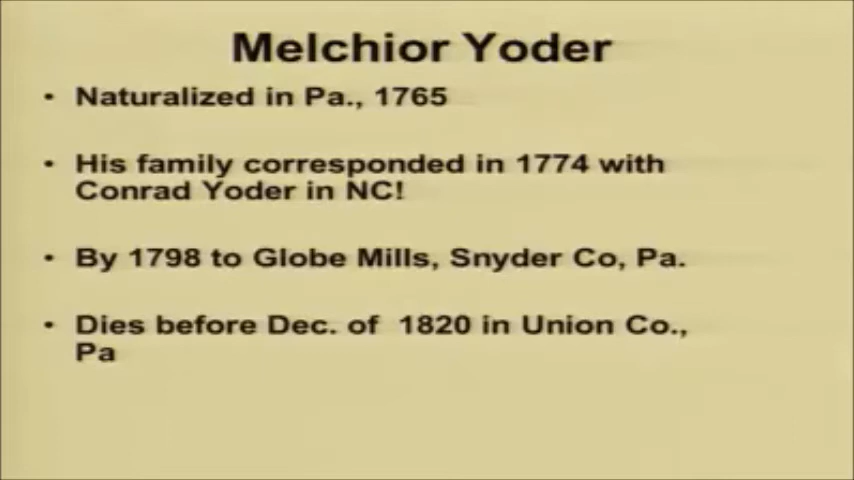 Melchior Yoder
• Naturalized in Pa., 1765
• His family corresponded in 1774 with
Conrad Yoder in NC!
• By 1798 to Globe Mills, Snyder Co, Pa.
• Dies before Dec. of  1820 in Union Co.,
Pa